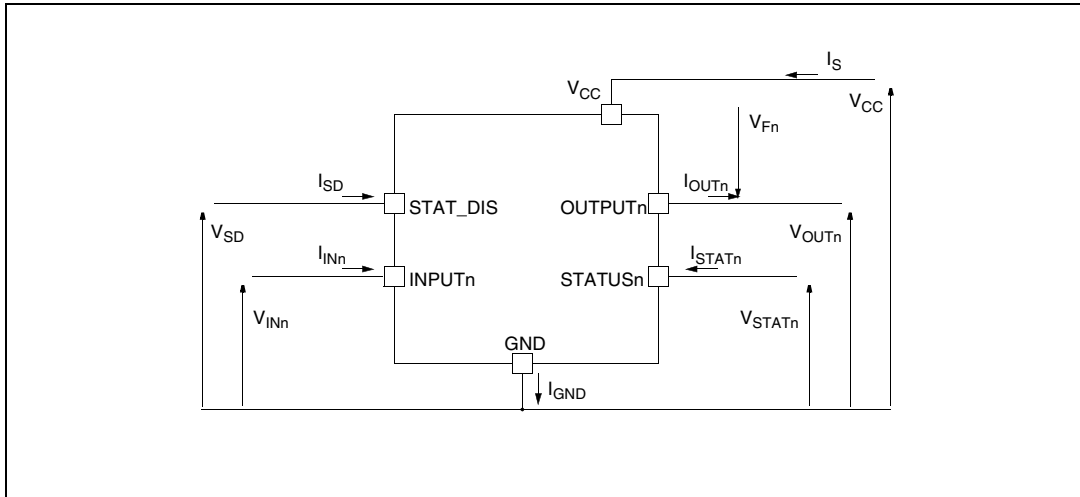 I_S
V_CC
V_CC
V_Fn
I_SD
I_OUTn
STAT_DIS
OUTPUTn
V_SD
V_OUTn
I_INn
I_STATn
INPUTn
STATUSn
V_INn
V_STATn
GND
I_GND